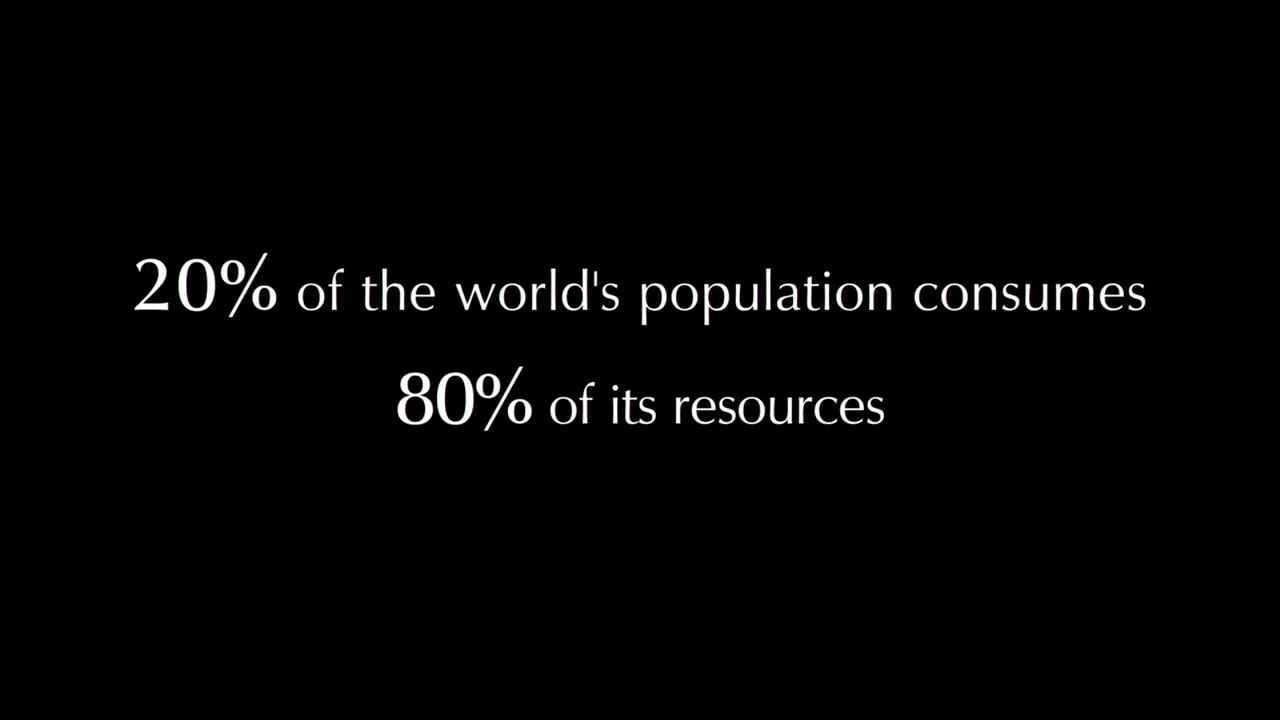 20% of the world's population consumes
80% of its resources